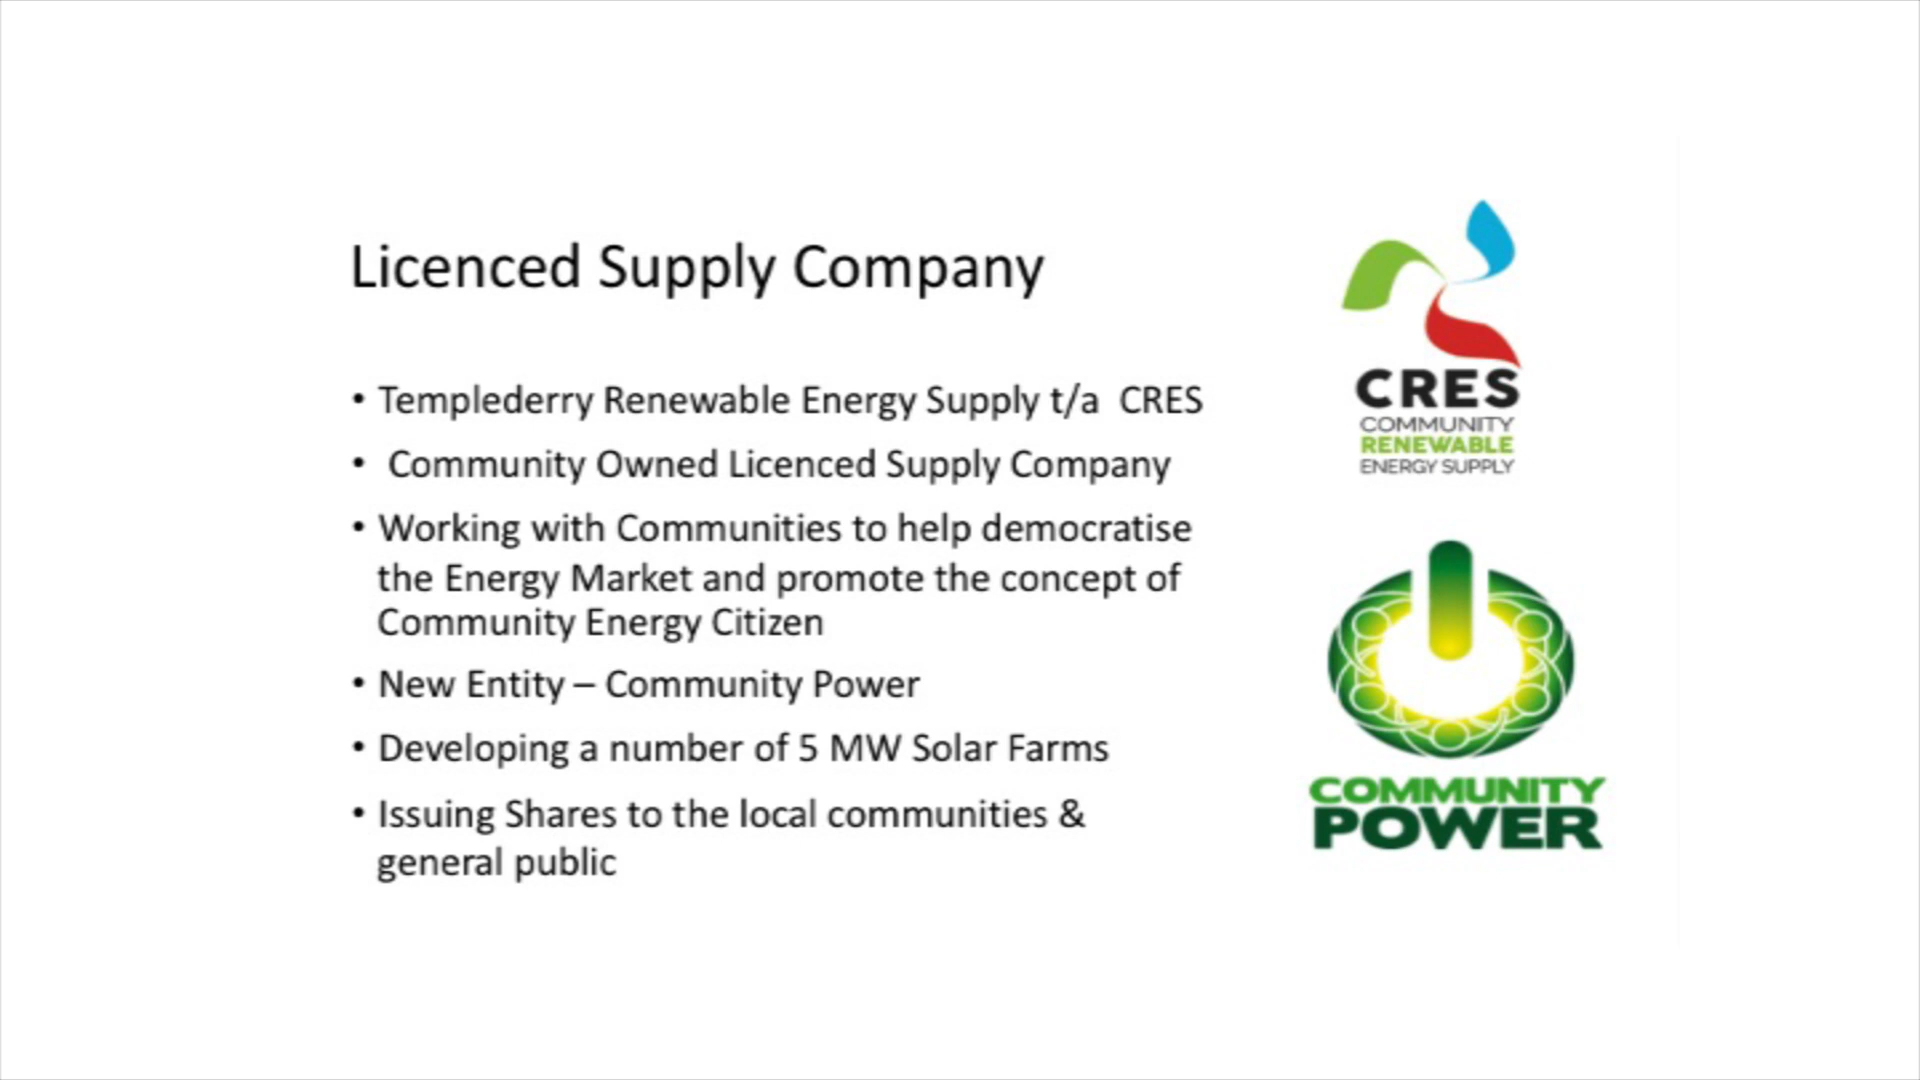 Licenced Supply Company
• Templederry Renewable Energy Supply t/a  CRES
•  Community Owned Licenced Supply Company
• Working with Communities to help democratise
the Energy Market and promote the concept of
Community Energy Citizen
• New Entity – Community Power
• Developing a number of 5 MW Solar Farms
• Issuing Shares to the local communities &
general public
CRES
COMMUNITY
RENEWABLE
ENERGY SUPPLY
COMMUNITY
POWER